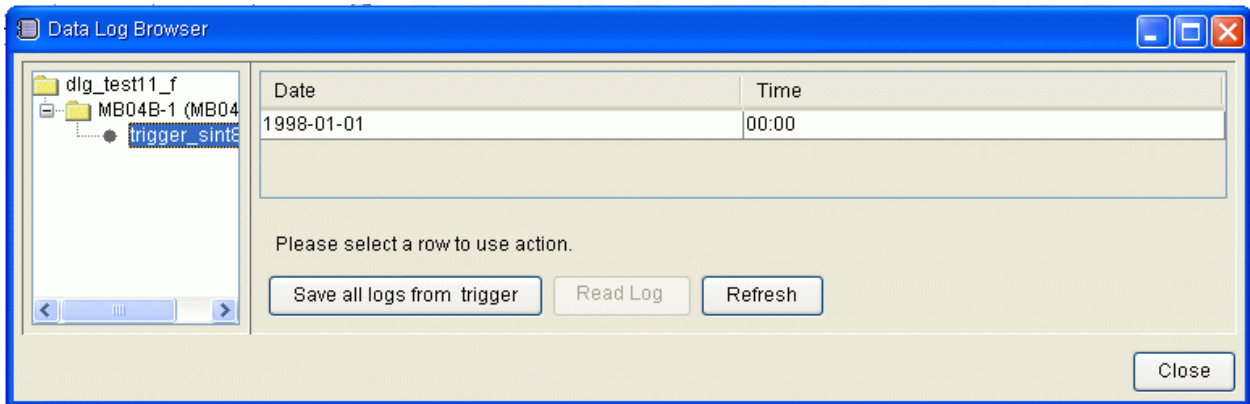 Data Log Browser
dlg_test11_f
MB04B-1 (MB04
trigger_sint8
Date Time
1998-01-01 00:00
Please select a row to use action.
Save all logs from trigger Read Log Refresh
Close